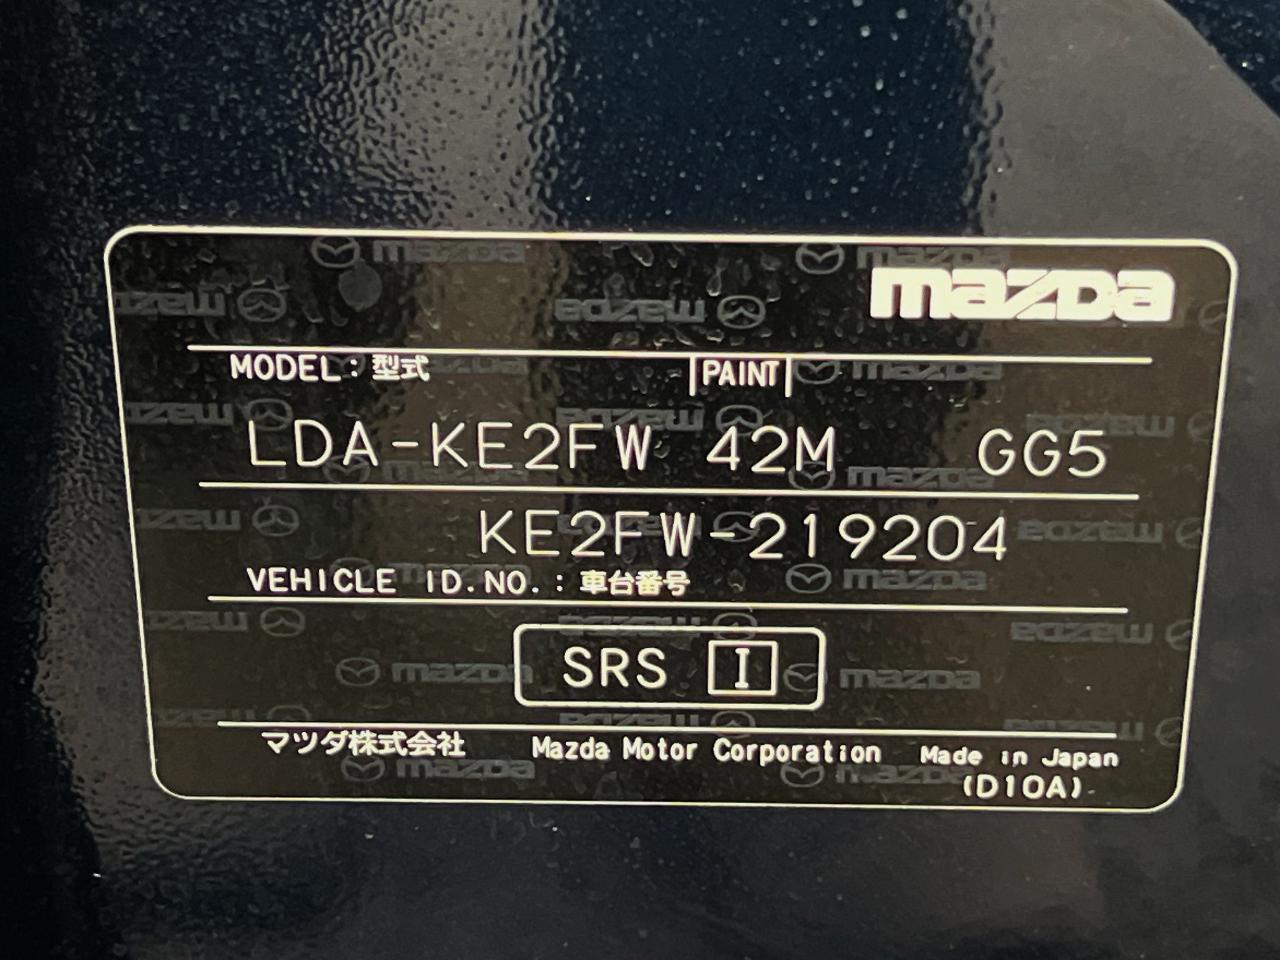 mazda
MODEL : 型式 PAINT
LDA-KE2FW 42M GG5
KE2FW-219204
VEHICLE ID.NO. : 車台番号
SRS I
マツダ株式会社 Mazda Motor Corporation Made in Japan
(D10A)